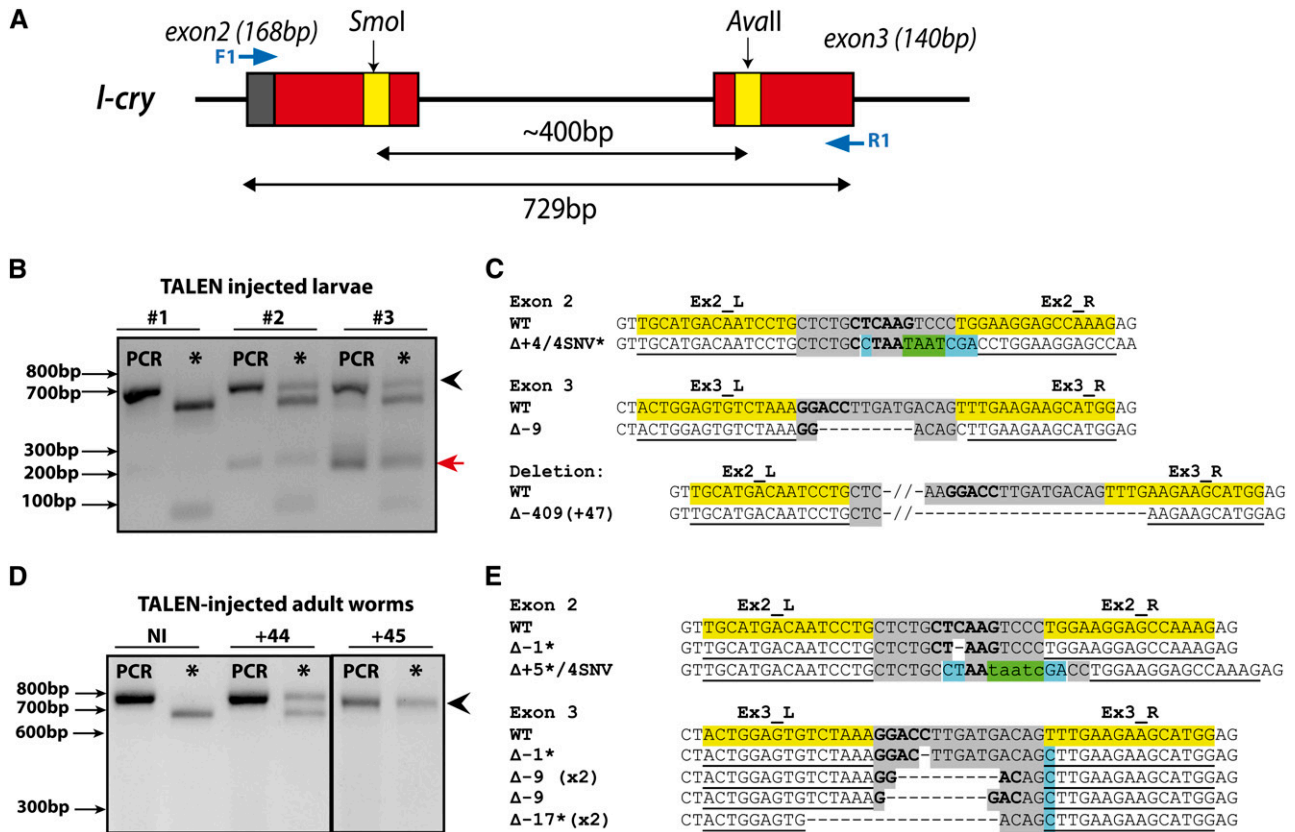 A
exon2 (168bp)
SmoI
AvaII
exon3 (140bp)
F1
l-cry
~400bp
R1
729bp
B
TALEN injected larvae
#1 #2 #3
PCR * PCR * PCR *
800bp
700bp
300bp
200bp
100bp
C
Exon 2 Ex2_L Ex2_R
WT GTTGCATGACAATCCTGCTCTGCTCAAGTCCCTGGAAGGAGCCAAAGAG
Δ+4/4SNV* GTTGCATGACAATCCTGCTCTGCCTAATAATCGACCTGGAAGGAGCCAA
Exon 3 Ex3_L Ex3_R
WT CTACTGGAGTGTCTAAAGGACCTTGATGACAGTTTGAAGAAGCATGGAG
Δ-9 CTACTGGAGTGTCTAAAGG---------ACAGCTTGAAGAAGCATGGAG
Deletion: Ex2_L Ex3_R
WT GTTGCATGACAATCCTGCTC-//-AAGGACCTTGATGACAGTTTGAAGAAGCATGGAG
Δ-409(+47) GTTGCATGACAATCCTGCTC-//--------------------AAGAAGCATGGAG
D
TALEN-injected adult worms
NI +44 +45
PCR * PCR * PCR *
800bp
700bp
600bp
300bp
E
Exon 2 Ex2_L Ex2_R
WT GTTGCATGACAATCCTGCTCTGCTCAAGTCCCTGGAAGGAGCCAAAGAG
Δ-1* GTTGCATGACAATCCTGCTCTGCT-AAGTCCCTGGAAGGAGCCAAAGAG
Δ+5*/4SNV GTTGCATGACAATCCTGCTCTGCCTAAtaatcGACCTGGAAGGAGCCAAAGAG
Exon 3 Ex3_L Ex3_R
WT CTACTGGAGTGTCTAAAGGACCTTGATGACAGTTTGAAGAAGCATGGAG
Δ-1* CTACTGGAGTGTCTAAAGGAC-TTGATGACAGCTTGAAGAAGCATGGAG
Δ-9 (x2) CTACTGGAGTGTCTAAAGG---------ACAGCTTGAAGAAGCATGGAG
Δ-9 CTACTGGAGTGTCTAAAG---------GACAGCTTGAAGAAGCATGGAG
Δ-17*(x2) CTACTGGAGTG-----------------ACAGCTTGAAGAAGCATGGAG